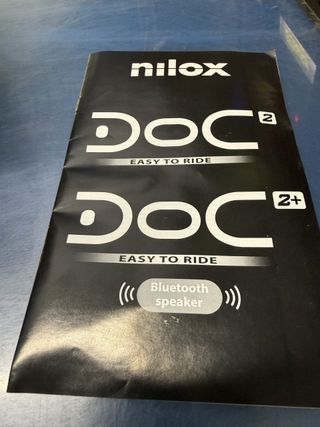 nilox
DOC 2
EASY TO RIDE
DOC 2+
EASY TO RIDE
Bluetooth
speaker